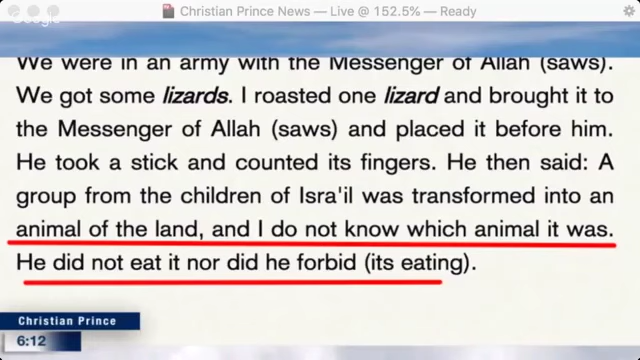 Christian Prince News — Live @ 152.5% — Ready
Google
We were in an army with the Messenger of Allah (saws).
We got some lizards. I roasted one lizard and brought it to
the Messenger of Allah (saws) and placed it before him.
He took a stick and counted its fingers. He then said: A
group from the children of Isra'il was transformed into an
animal of the land, and I do not know which animal it was.
He did not eat it nor did he forbid (its eating).
Christian Prince
6:12